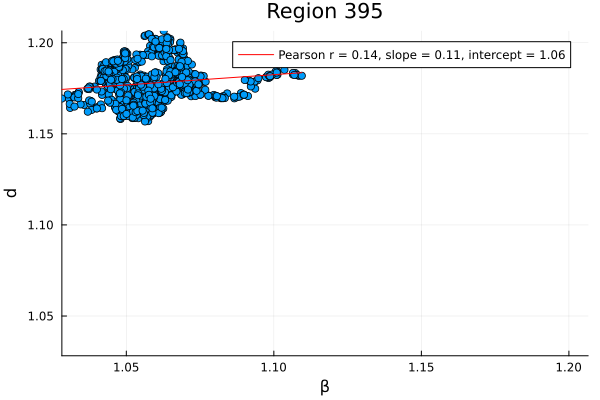 Region 395
Pearson r = 0.14, slope = 0.11, intercept = 1.06
1.20
1.15
1.10
1.05
d
1.05 1.10 1.15 1.20
β